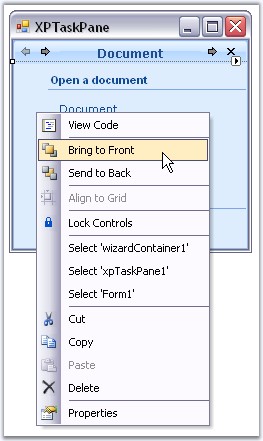 XPTaskPane
Document
Open a document
Document
View Code
Bring to Front
Send to Back
Align to Grid
Lock Controls
Select 'wizardContainer1'
Select 'xpTaskPane1'
Select 'Form1'
Cut
Copy
Paste
Delete
Properties